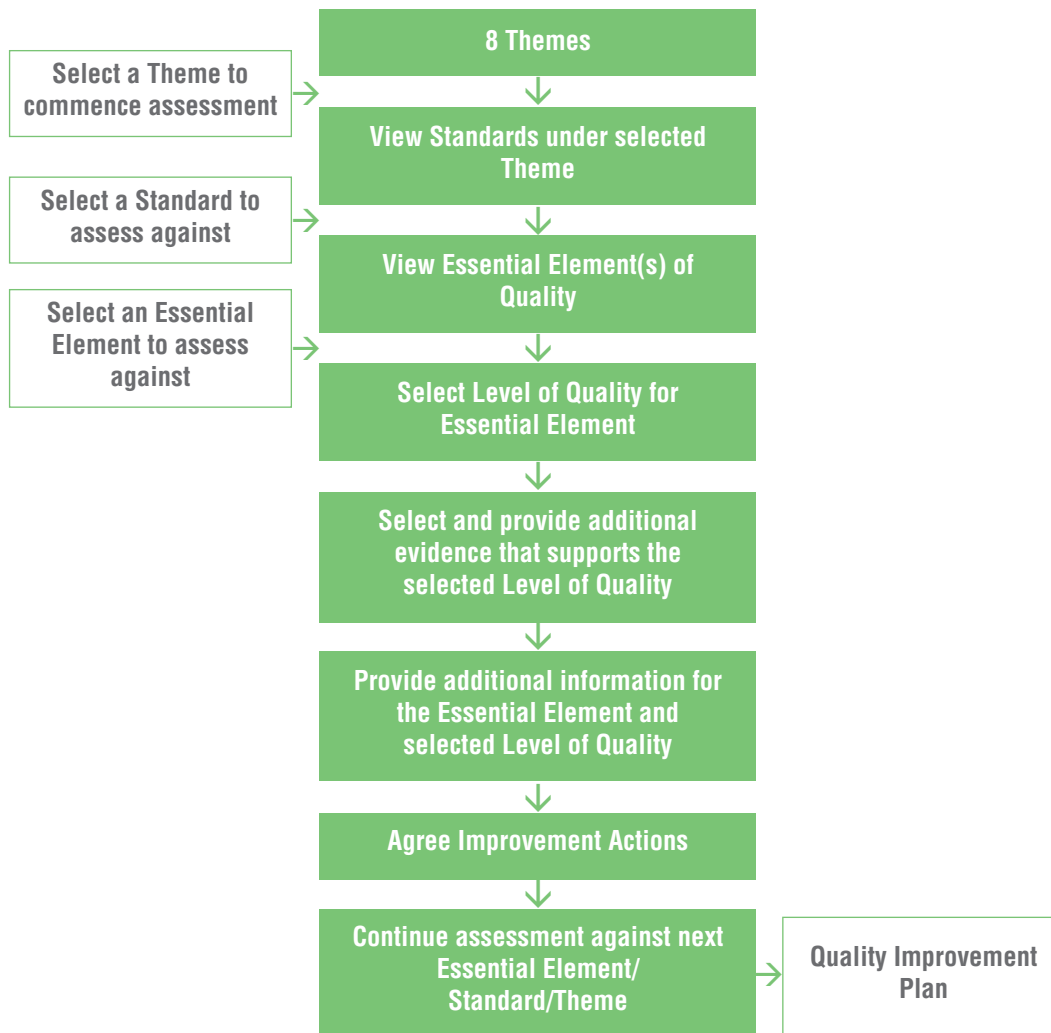 8 Themes
Select a Theme to
commence assessment
View Standards under selected
Theme
Select a Standard to
assess against
View Essential Element(s) of
Quality
Select an Essential
Element to assess
against
Select Level of Quality for
Essential Element
Select and provide additional
evidence that supports the
selected Level of Quality
Provide additional information for
the Essential Element and
selected Level of Quality
Agree Improvement Actions
Continue assessment against next
Essential Element/
Standard/Theme
Quality Improvement
Plan